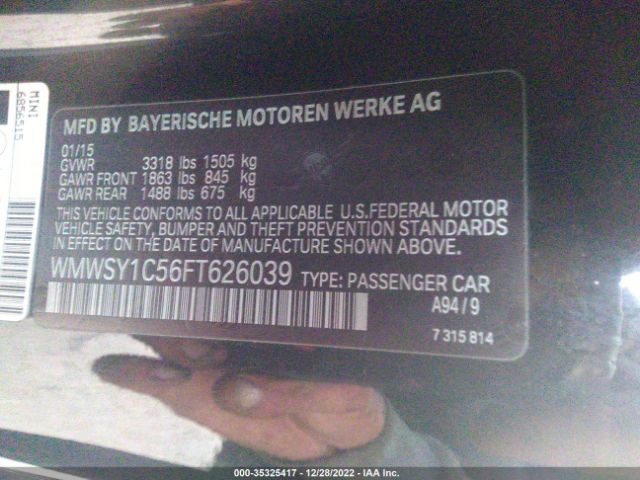 MINI
6856515
MFD BY BAYERISCHE MOTOREN WERKE AG
01/15
GVWR 3318 lbs 1505 kg
GAWR FRONT 1863 lbs 845 kg
GAWR REAR 1488 lbs 675 kg
THIS VEHICLE CONFORMS TO ALL APPLICABLE U.S.FEDERAL MOTOR
VEHICLE SAFETY, BUMPER AND THEFT PREVENTION STANDARDS
IN EFFECT ON THE DATE OF MANUFACTURE SHOWN ABOVE.
WMWSY1C56FT626039 TYPE: PASSENGER CAR
A94 / 9
7 315 814
000-35325417 - 12/28/2022 - IAA Inc.